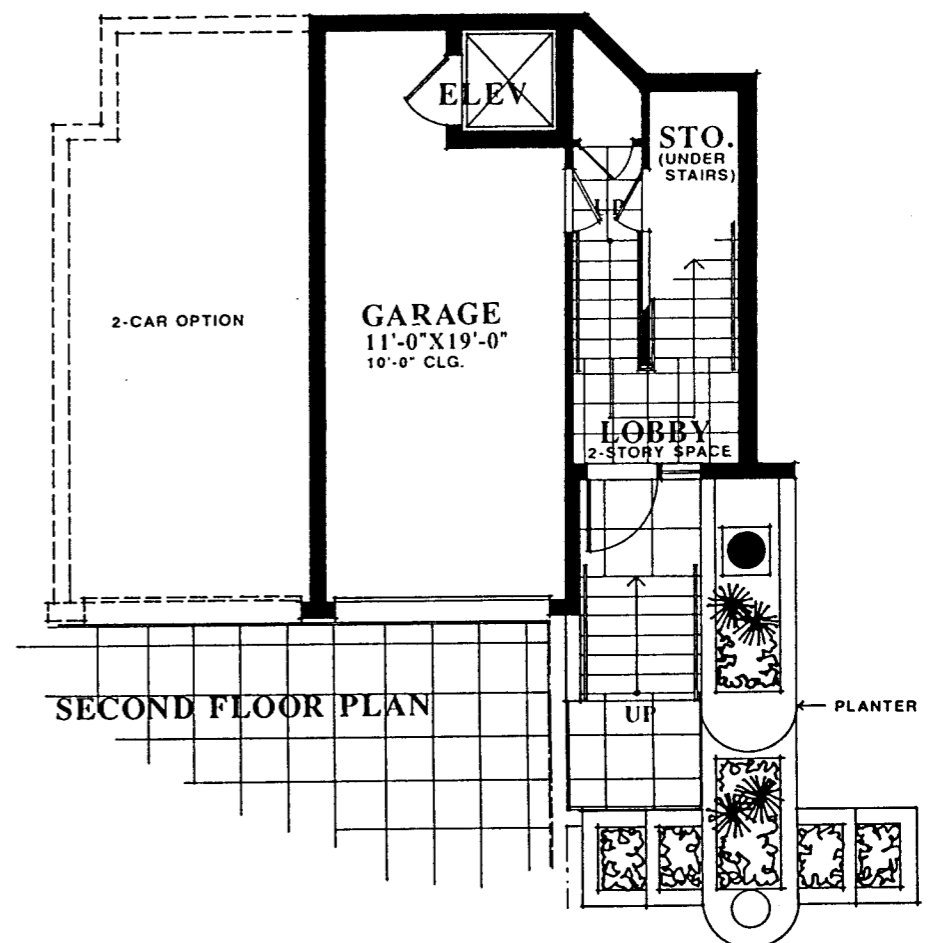 ELEV
STO.
(UNDER
STAIRS)
UP
2-CAR OPTION
GARAGE
11'-0"X19'-0"
10'-0" CLG.
LOBBY
2-STORY SPACE
SECOND FLOOR PLAN
UP
PLANTER